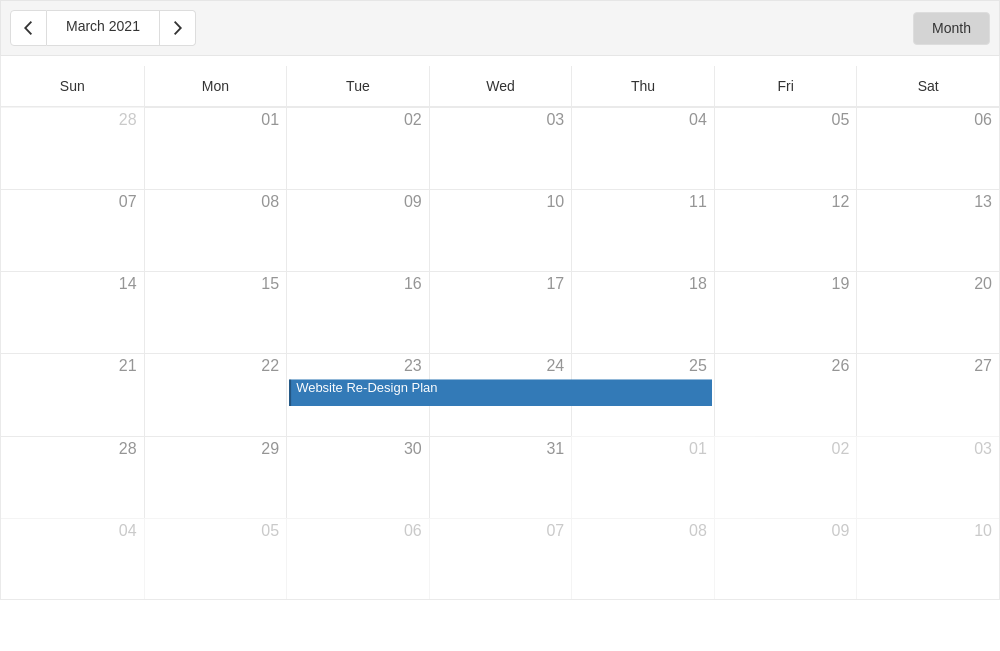 March 2021 Month
Sun Mon Tue Wed Thu Fri Sat
28 01 02 03 04 05 06
07 08 09 10 11 12 13
14 15 16 17 18 19 20
21 22 23 24 25 26 27
Website Re-Design Plan
28 29 30 31 01 02 03
04 05 06 07 08 09 10